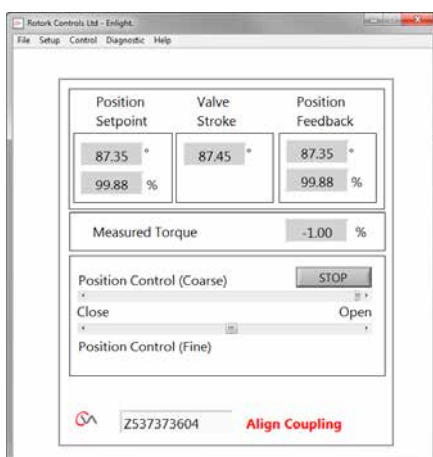 Rotork Controls Ltd - Enlight.
File Setup Control Diagnostic Help
Position Setpoint
Valve Stroke
Position Feedback
87.35 °
87.45 °
87.35 °
99.88 %
99.88 %
Measured Torque -1.00 %
Position Control (Coarse) STOP
Close Open
Position Control (Fine)
Z537373604 Align Coupling